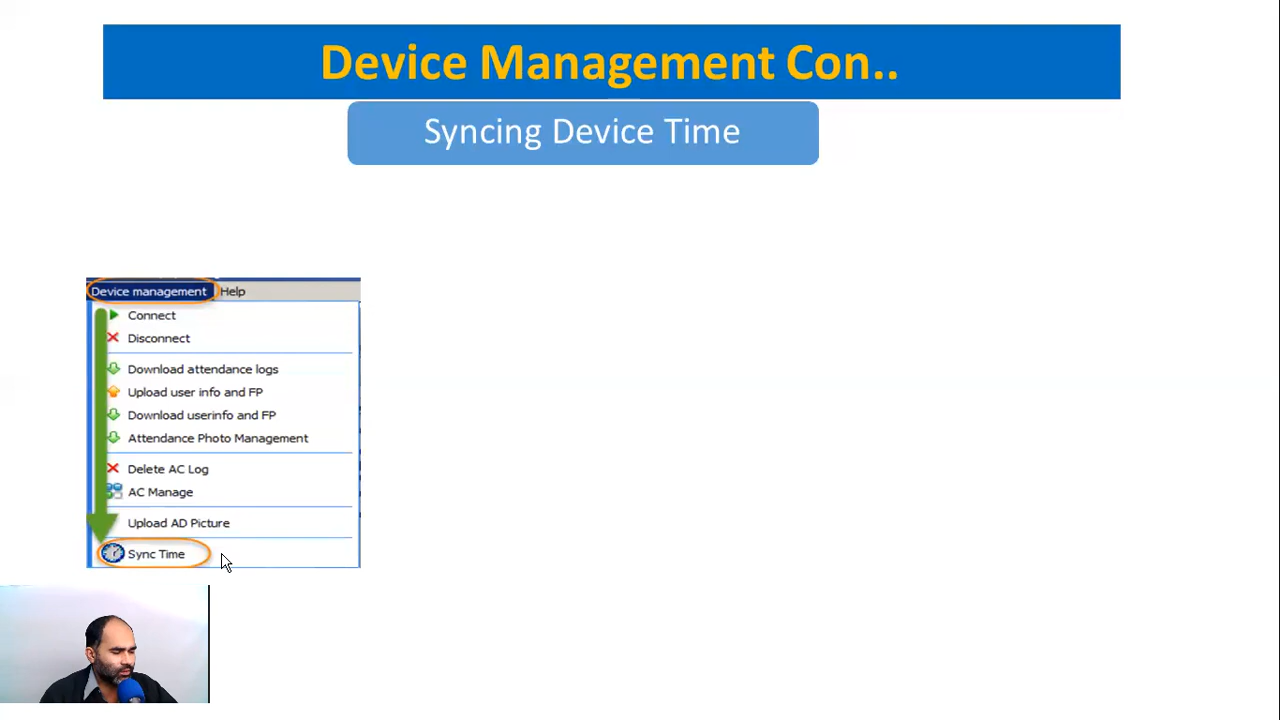 Device Management Con..
Syncing Device Time
Device management Help
Connect
Disconnect
Download attendance logs
Upload user info and FP
Download userinfo and FP
Attendance Photo Management
Delete AC Log
AC Manage
Upload AD Picture
Sync Time